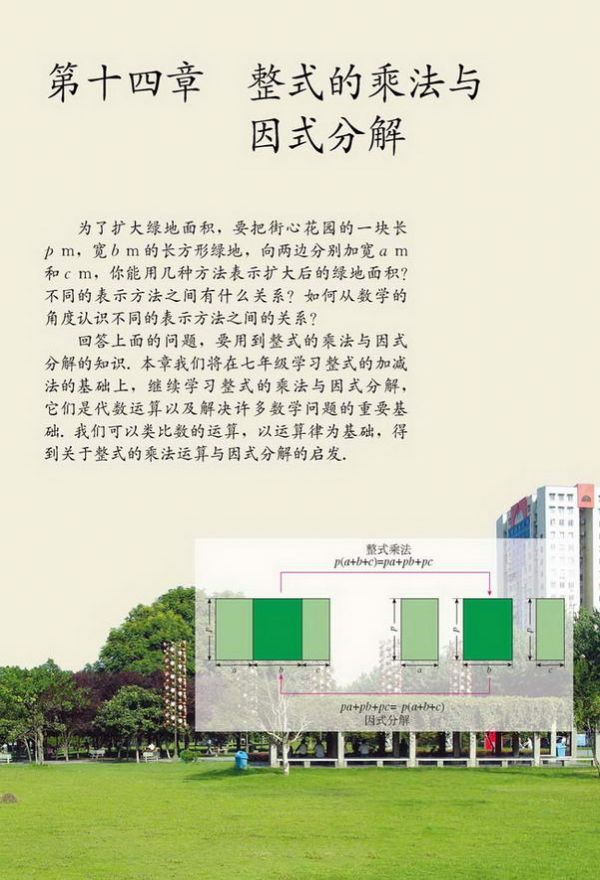 第十四章 整式的乘法与
因式分解
为了扩大绿地面积，要把街心花园的一块长
p m，宽 b m 的长方形绿地，向两边分别加宽 a m
和 c m，你能用几种方法表示扩大后的绿地面积？
不同的表示方法之间有什么关系？如何从数学的
角度认识不同的表示方法之间的关系？
回答上面的问题，要用到整式的乘法与因式
分解的知识. 本章我们将在七年级学习整式的加减
法的基础上，继续学习整式的乘法与因式分解，
它们是代数运算以及解决许多数学问题的重要基
础. 我们可以类比数的运算，以运算律为基础，得
到关于整式的乘法运算与因式分解的启发.
整式乘法
p(a+b+c)=pa+pb+pc
p p p p
a b c a b c
pa+pb+pc= p(a+b+c)
因式分解